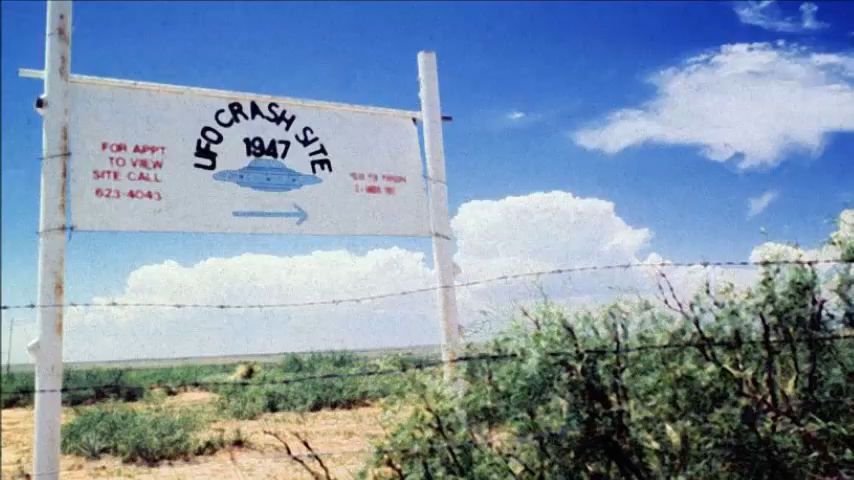 UFO CRASH SITE
1947
FOR APPT
TO VIEW
SITE CALL
623-4043